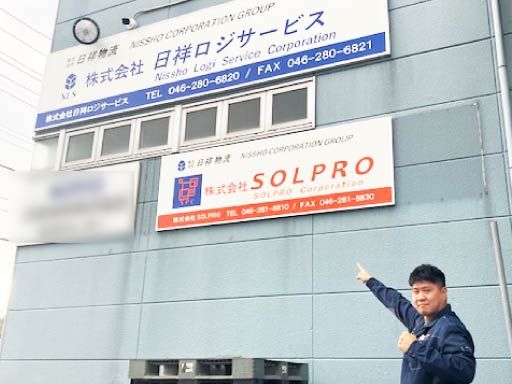 日祥物流 NISSHO CORPORATION GROUP
NLS 株式会社 日祥ロジサービス
Nissho Logi Service Corporation
株式会社日祥ロジサービス TEL 046-280-6820 / FAX 046-280-6821
日祥物流 NISSHO CORPORATION GROUP
株式会社 SOLPRO
SOLPRO Corporation
株式会社 SOLPRO TEL 046-281-6810 / FAX 046-281-6830